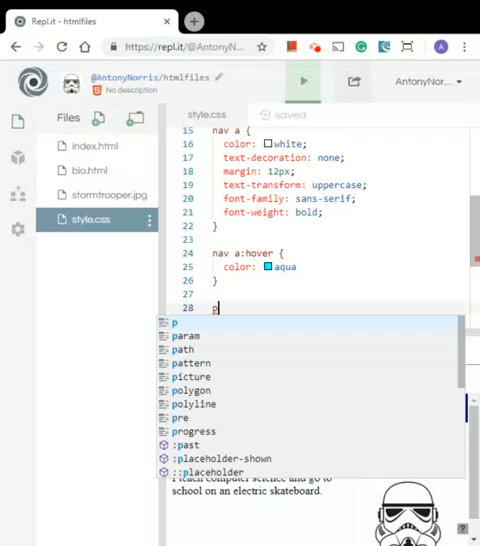 Repl.it - htmlfiles
https://repl.it/@AntonyN...
A
@AntonyNorris/htmlfiles
No description
AntonyNor...
Files
index.html
bio.html
stormtrooper.jpg
style.css
style.css
saved
15 nav a {
16 color: white;
17 text-decoration: none;
18 margin: 12px;
19 text-transform: uppercase;
20 font-family: sans-serif;
21 font-weight: bold;
22 }
23
24 nav a:hover {
25 color: aqua
26 }
27
28 p
p
param
path
pattern
picture
polygon
polyline
pre
progress
:past
:placeholder-shown
::placeholder
I teach computer science and go to
school on an electric skateboard.
?